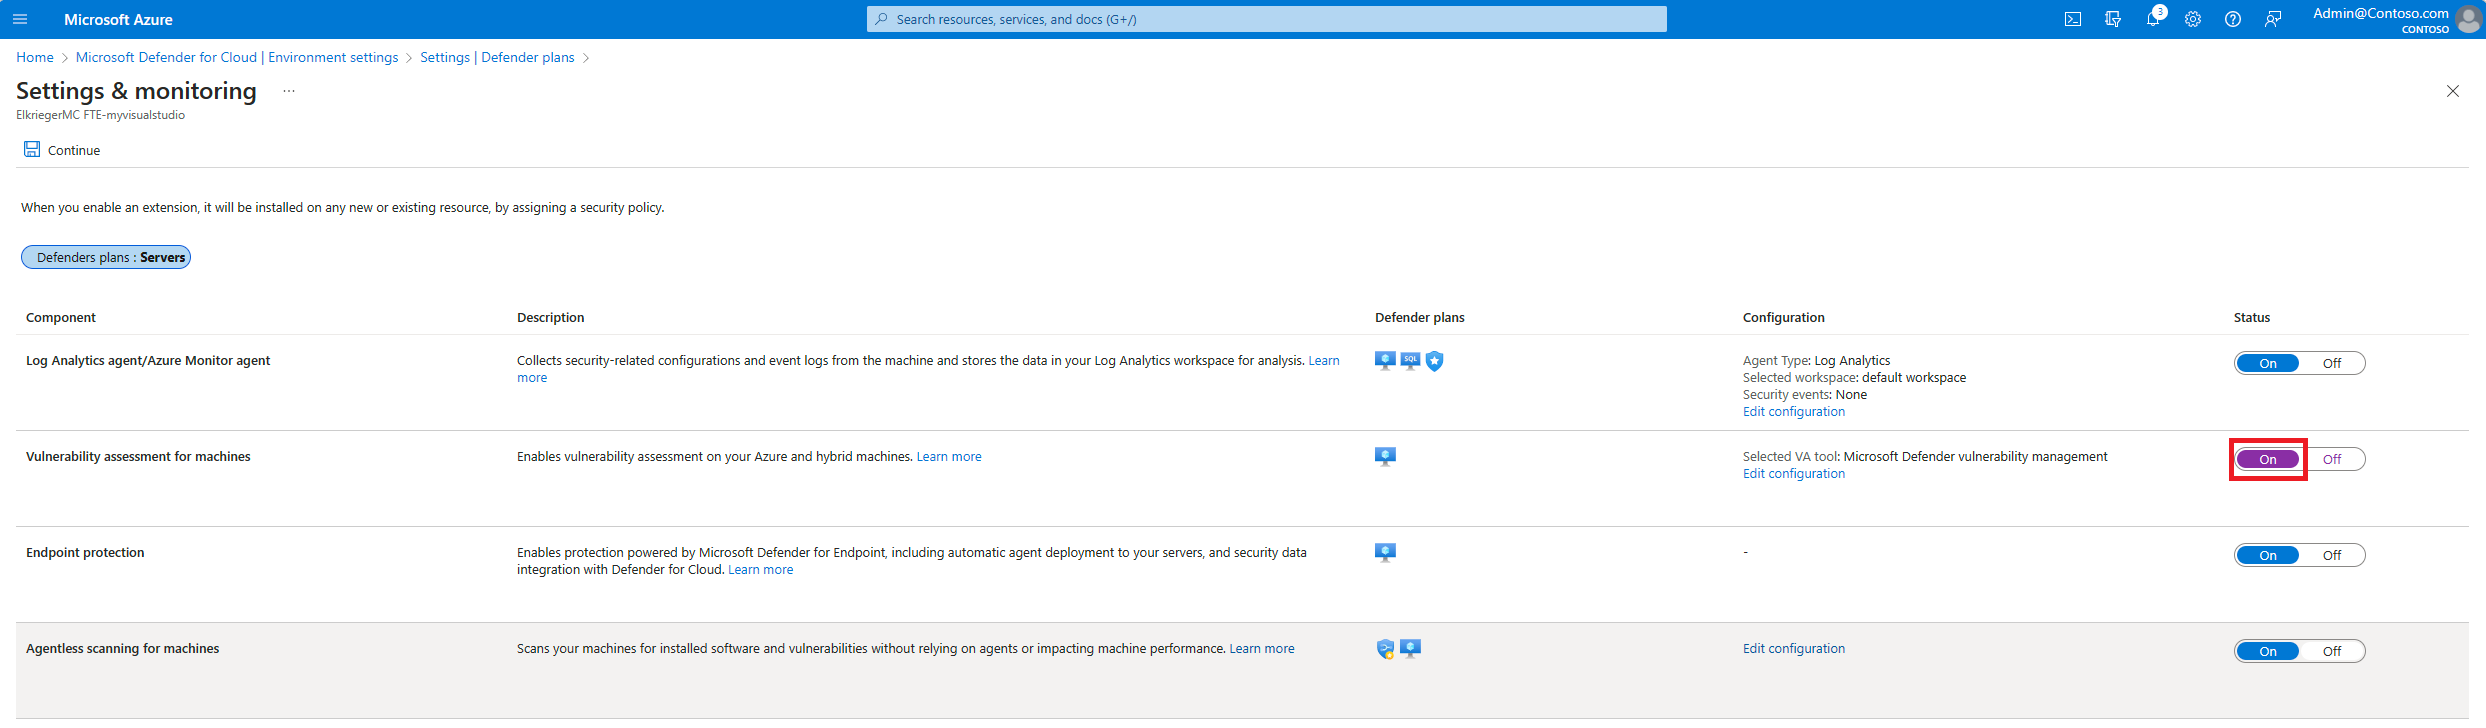 Microsoft Azure
Search resources, services, and docs (G+/)
3
Admin@Contoso.com
CONTOSO
Home > Microsoft Defender for Cloud | Environment settings > Settings | Defender plans >
Settings & monitoring ...
ElkriegerMC FTE-myvisualstudio
Continue
When you enable an extension, it will be installed on any new or existing resource, by assigning a security policy.
Defenders plans : Servers
Component Description Defender plans Configuration Status
Log Analytics agent/Azure Monitor agent
Collects security-related configurations and event logs from the machine and stores the data in your Log Analytics workspace for analysis. Learn
more
SQL
Agent Type: Log Analytics
Selected workspace: default workspace
Security events: None
Edit configuration
On Off
Vulnerability assessment for machines
Enables vulnerability assessment on your Azure and hybrid machines. Learn more
Selected VA tool: Microsoft Defender vulnerability management
Edit configuration
On Off
Endpoint protection
Enables protection powered by Microsoft Defender for Endpoint, including automatic agent deployment to your servers, and security data
integration with Defender for Cloud. Learn more
-
On Off
Agentless scanning for machines
Scans your machines for installed software and vulnerabilities without relying on agents or impacting machine performance. Learn more
Edit configuration
On Off